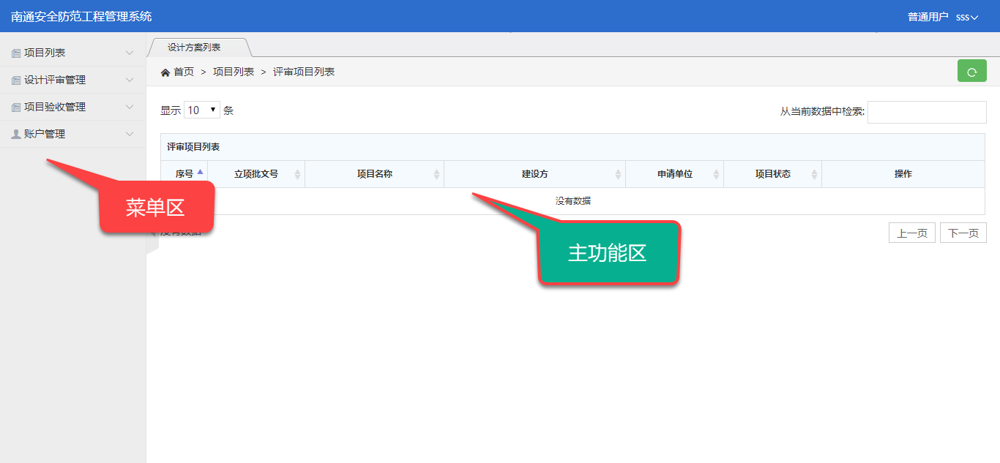 南通安全防范工程管理系统
普通用户 sss
项目列表
设计评审管理
项目验收管理
账户管理
设计方案列表
首页 > 项目列表 > 评审项目列表
显示 10 条
从当前数据中检索:
评审项目列表
序号 立项批文号 项目名称 建设方 申请单位 项目状态 操作
没有数据
没有数据
上一页 下一页
菜单区
主功能区